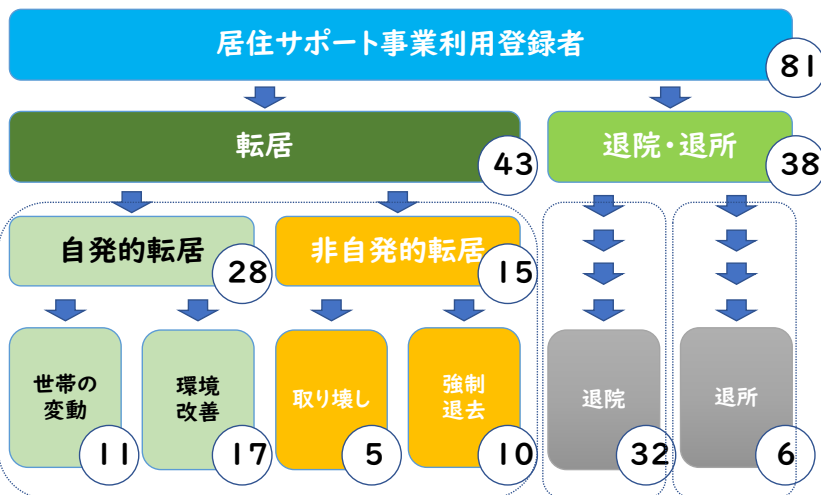 居住サポート事業利用登録者
81
転居
43
退院・退所
38
自発的転居
28
非自発的転居
15
世帯の
変動
11
環境
改善
17
取り壊し
5
強制
退去
10
退院
32
退所
6